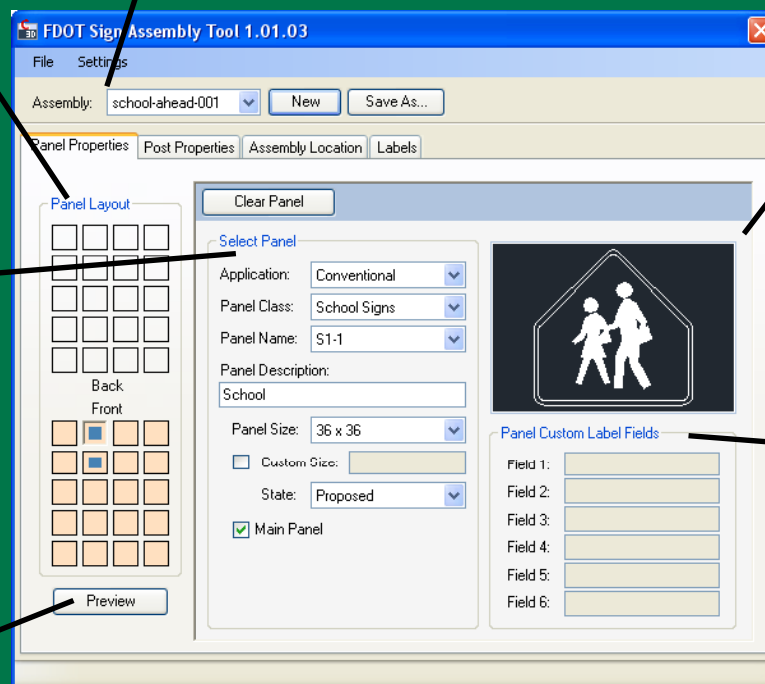 FDOT Sign Assembly Tool 1.01.03
File Settings
Assembly: school-ahead-001 New Save As...
Panel Properties Post Properties Assembly Location Labels
Panel Layout
Back
Front
Preview
Clear Panel
Select Panel
Application: Conventional
Panel Class: School Signs
Panel Name: S1-1
Panel Description:
School
Panel Size: 36 x 36
Custom Size:
State: Proposed
Main Panel
Panel Custom Label Fields
Field 1:
Field 2:
Field 3:
Field 4:
Field 5:
Field 6: